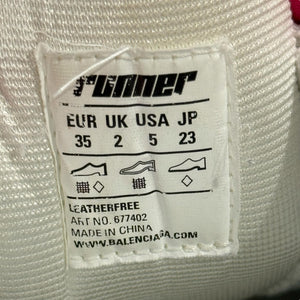 runner
EUR UK USA JP
35 2 5 23
LEATHERFREE
ART NO. 677402
MADE IN CHINA
WWW.BALENCIAGA.COM